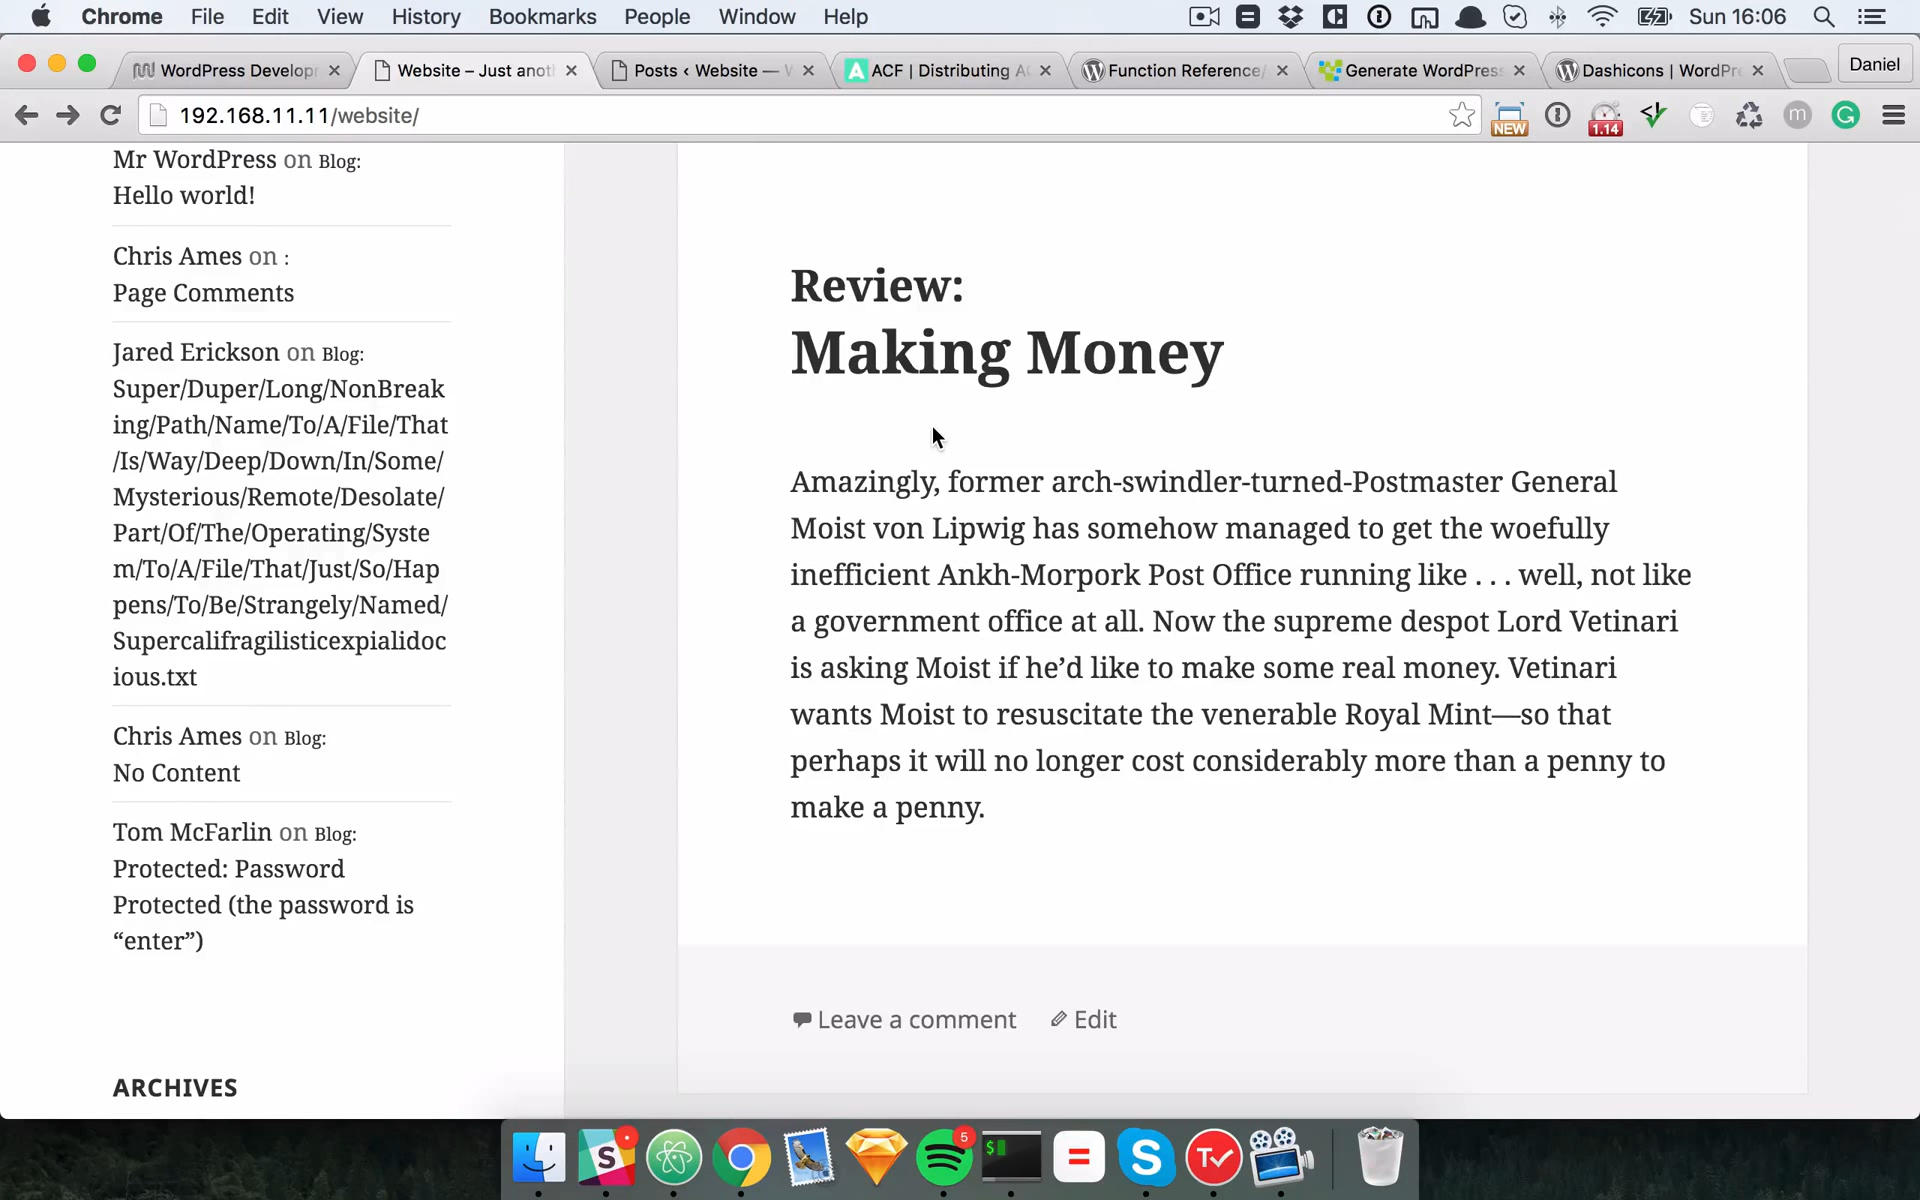 Chrome File Edit View History Bookmarks People Window Help Sun 16:06
WordPress Develop Website – Just anot Posts ‹ Website — W ACF | Distributing AC Function Reference/ Generate WordPress Dashicons | WordPre Daniel
192.168.11.11/website/ NEW 1.14 m G
Mr WordPress on Blog:
Hello world!
Chris Ames on :
Page Comments
Jared Erickson on Blog:
Super/Duper/Long/NonBreak
ing/Path/Name/To/A/File/That
/Is/Way/Deep/Down/In/Some/
Mysterious/Remote/Desolate/
Part/Of/The/Operating/Syste
m/To/A/File/That/Just/So/Hap
pens/To/Be/Strangely/Named/
Supercalifragilisticexpialidoc
ious.txt
Chris Ames on Blog:
No Content
Tom McFarlin on Blog:
Protected: Password
Protected (the password is
“enter”)
ARCHIVES
Review:
Making Money
Amazingly, former arch-swindler-turned-Postmaster General
Moist von Lipwig has somehow managed to get the woefully
inefficient Ankh-Morpork Post Office running like . . . well, not like
a government office at all. Now the supreme despot Lord Vetinari
is asking Moist if he’d like to make some real money. Vetinari
wants Moist to resuscitate the venerable Royal Mint—so that
perhaps it will no longer cost considerably more than a penny to
make a penny.
Leave a comment Edit
5